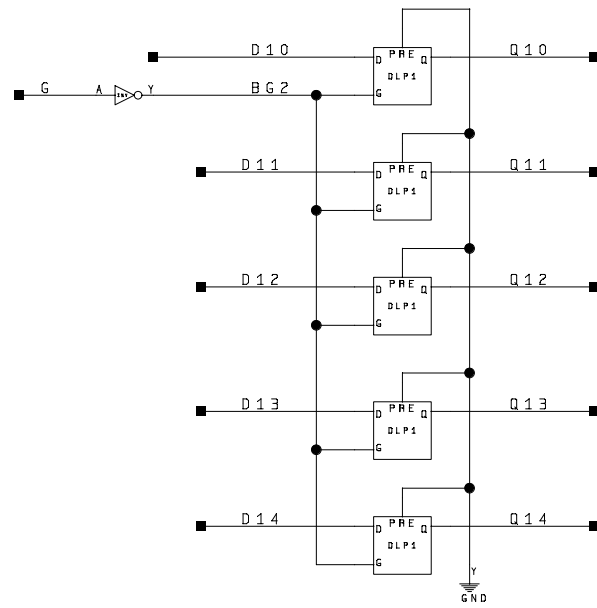 D10 PRE Q10
D Q
DLP1
G A INV Y BG2 G
D11 PRE Q11
D Q
DLP1
G
D12 PRE Q12
D Q
DLP1
G
D13 PRE Q13
D Q
DLP1
G
D14 PRE Q14
D Q
DLP1
G
Y
GND